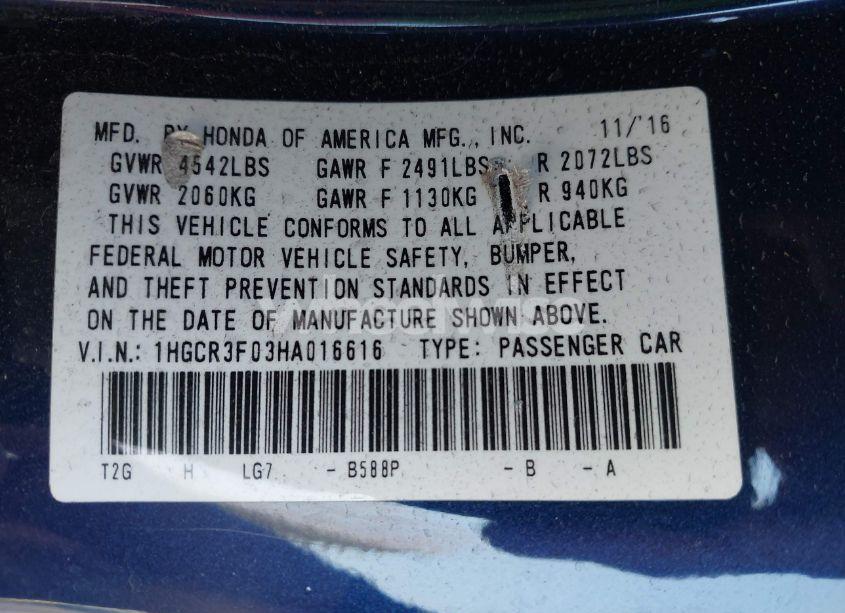 MFD. BY HONDA OF AMERICA MFG., INC. 11/'16
GVWR 4542LBS GAWR F 2491LBS R 2072LBS
GVWR 2060KG GAWR F 1130KG R 940KG
THIS VEHICLE CONFORMS TO ALL APPLICABLE
FEDERAL MOTOR VEHICLE SAFETY, BUMPER,
AND THEFT PREVENTION STANDARDS IN EFFECT
ON THE DATE OF MANUFACTURE SHOWN ABOVE.
V.I.N.: 1HGCR3F03HA016616 TYPE: PASSENGER CAR
T2G H LG7 - B588P - B - A